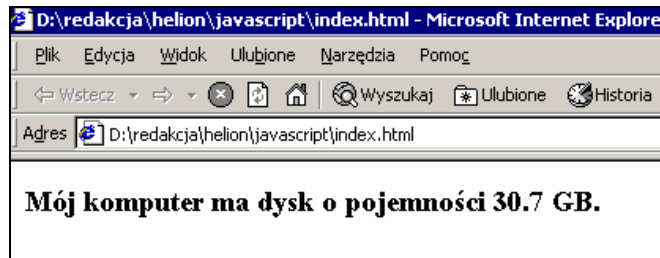 D:\redakcja\helion\javascript\index.html - Microsoft Internet Explore
Plik Edycja Widok Ulubione Narzędzia Pomoc
Wstecz Wyszukaj Ulubione Historia
Adres D:\redakcja\helion\javascript\index.html
Mój komputer ma dysk o pojemności 30.7 GB.